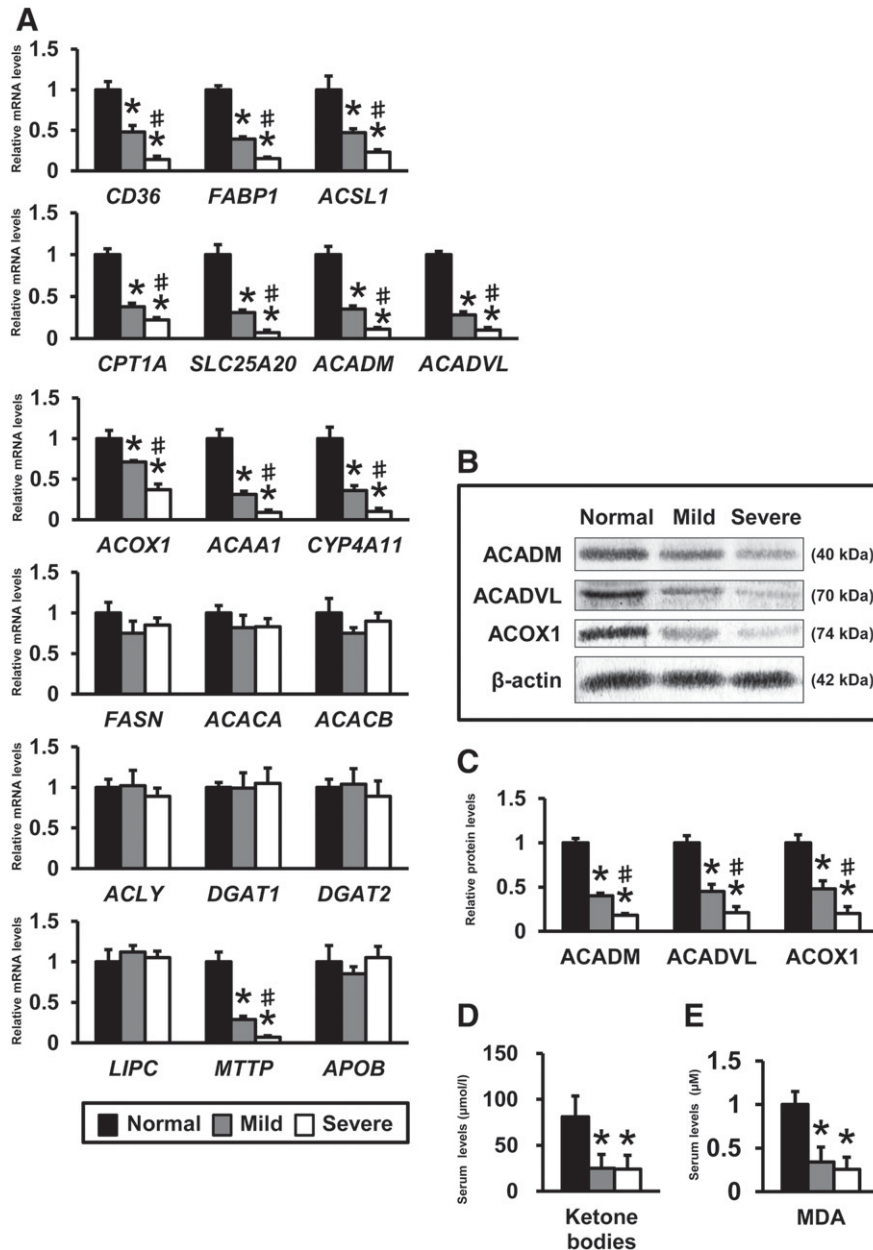 A
Relative mRNA levels
1.5
1
0.5
0
* # *
* # *
* # *
CD36 FABP1 ACSL1
Relative mRNA levels
1.5
1
0.5
0
* # *
* # *
* # *
* # *
CPT1A SLC25A20 ACADM ACADVL
Relative mRNA levels
1.5
1
0.5
0
* # *
* # *
* # *
ACOX1 ACAA1 CYP4A11
Relative mRNA levels
1.5
1
0.5
0
FASN ACACA ACACB
Relative mRNA levels
1.5
1
0.5
0
ACLY DGAT1 DGAT2
Relative mRNA levels
1.5
1
0.5
0
* # *
LIPC MTTP APOB
Normal Mild Severe
B
Normal Mild Severe
ACADM (40 kDa)
ACADVL (70 kDa)
ACOX1 (74 kDa)
β-actin (42 kDa)
C
Relative protein levels
1.5
1
0.5
0
* # *
* # *
* # *
ACADM ACADVL ACOX1
D
Serum levels (μmol/l)
150
100
50
0
* *
Ketone
bodies
E
Serum levels (μM)
1.5
1
0.5
0
* *
MDA